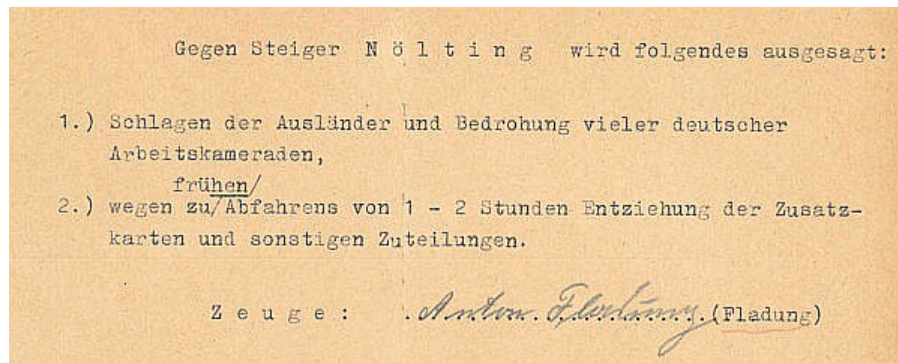 Gegen Steiger N ö l t i n g wird folgendes ausgesagt:
1.) Schlagen der Ausländer und Bedrohung vieler deutscher
Arbeitskameraden,
frühen/
2.) wegen zu/Abfahrens von 1 - 2 Stunden Entziehung der Zusatz-
karten und sonstigen Zuteilungen.
Z e u g e : . Anton. Fladung (Fladung)